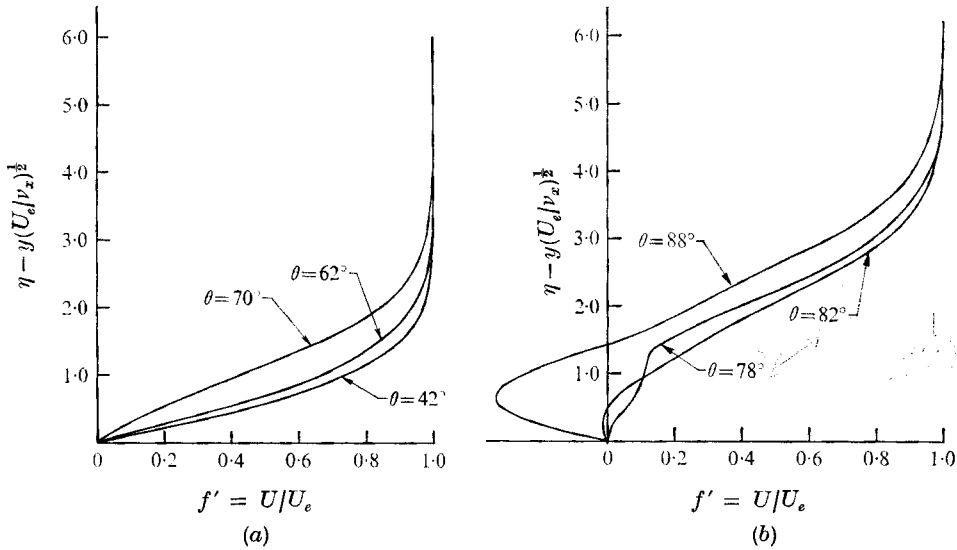 6·0
5·0
4·0
3·0
2·0
1·0
η – y(U_e/ν_x)^½
θ=62°
θ=70°
θ=42°
0 0·2 0·4 0·6 0·8 1·0
f′ = U/U_e
(a)
6·0
5·0
4·0
3·0
2·0
1·0
η – y(U_e/ν_x)^½
θ=88°
θ=82°
θ=78°
0 0·2 0·4 0·6 0·8 1·0
f′ = U/U_e
(b)